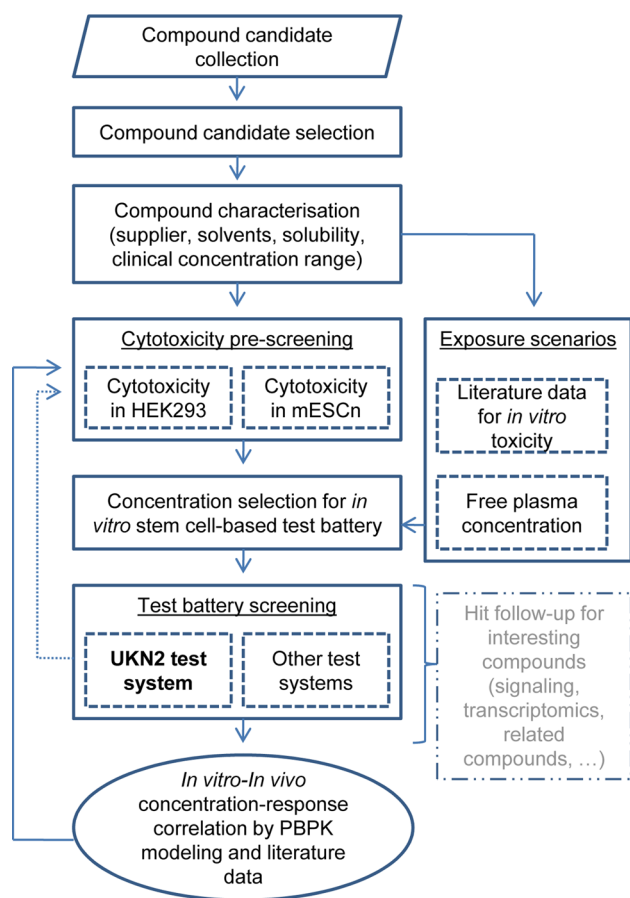 Compound candidate
collection
Compound candidate selection
Compound characterisation
(supplier, solvents, solubility,
clinical concentration range)
Cytotoxicity pre-screening
Cytotoxicity
in HEK293
Cytotoxicity
in mESCn
Exposure scenarios
Literature data
for in vitro
toxicity
Free plasma
concentration
Concentration selection for in
vitro stem cell-based test battery
Test battery screening
UKN2 test
system
Other test
systems
Hit follow-up for
interesting
compounds
(signaling,
transcriptomics,
related
compounds, …)
In vitro-In vivo
concentration-response
correlation by PBPK
modeling and literature
data